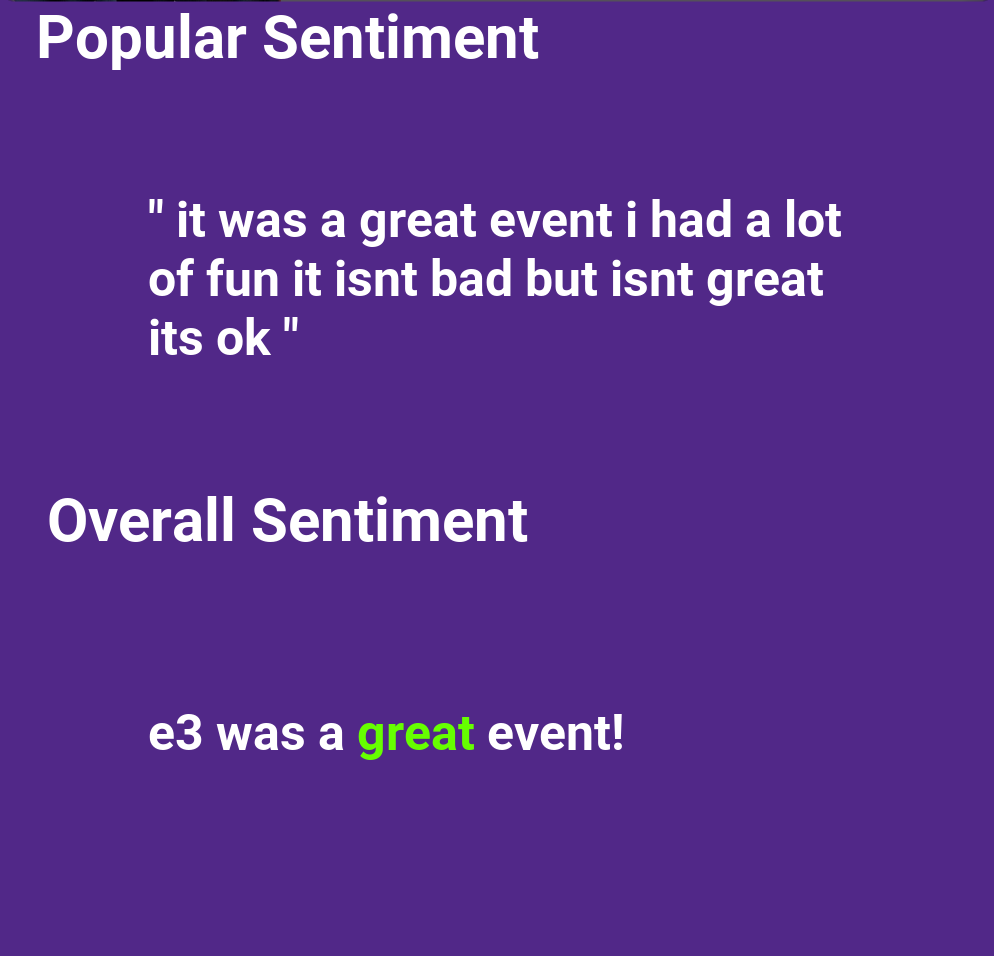 Popular Sentiment
" it was a great event i had a lot
of fun it isnt bad but isnt great
its ok "
Overall Sentiment
e3 was a great event!